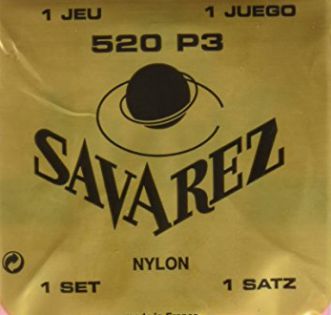 1 JEU 1 JUEGO
520 P3
SAVAREZ
NYLON
1 SET 1 SATZ